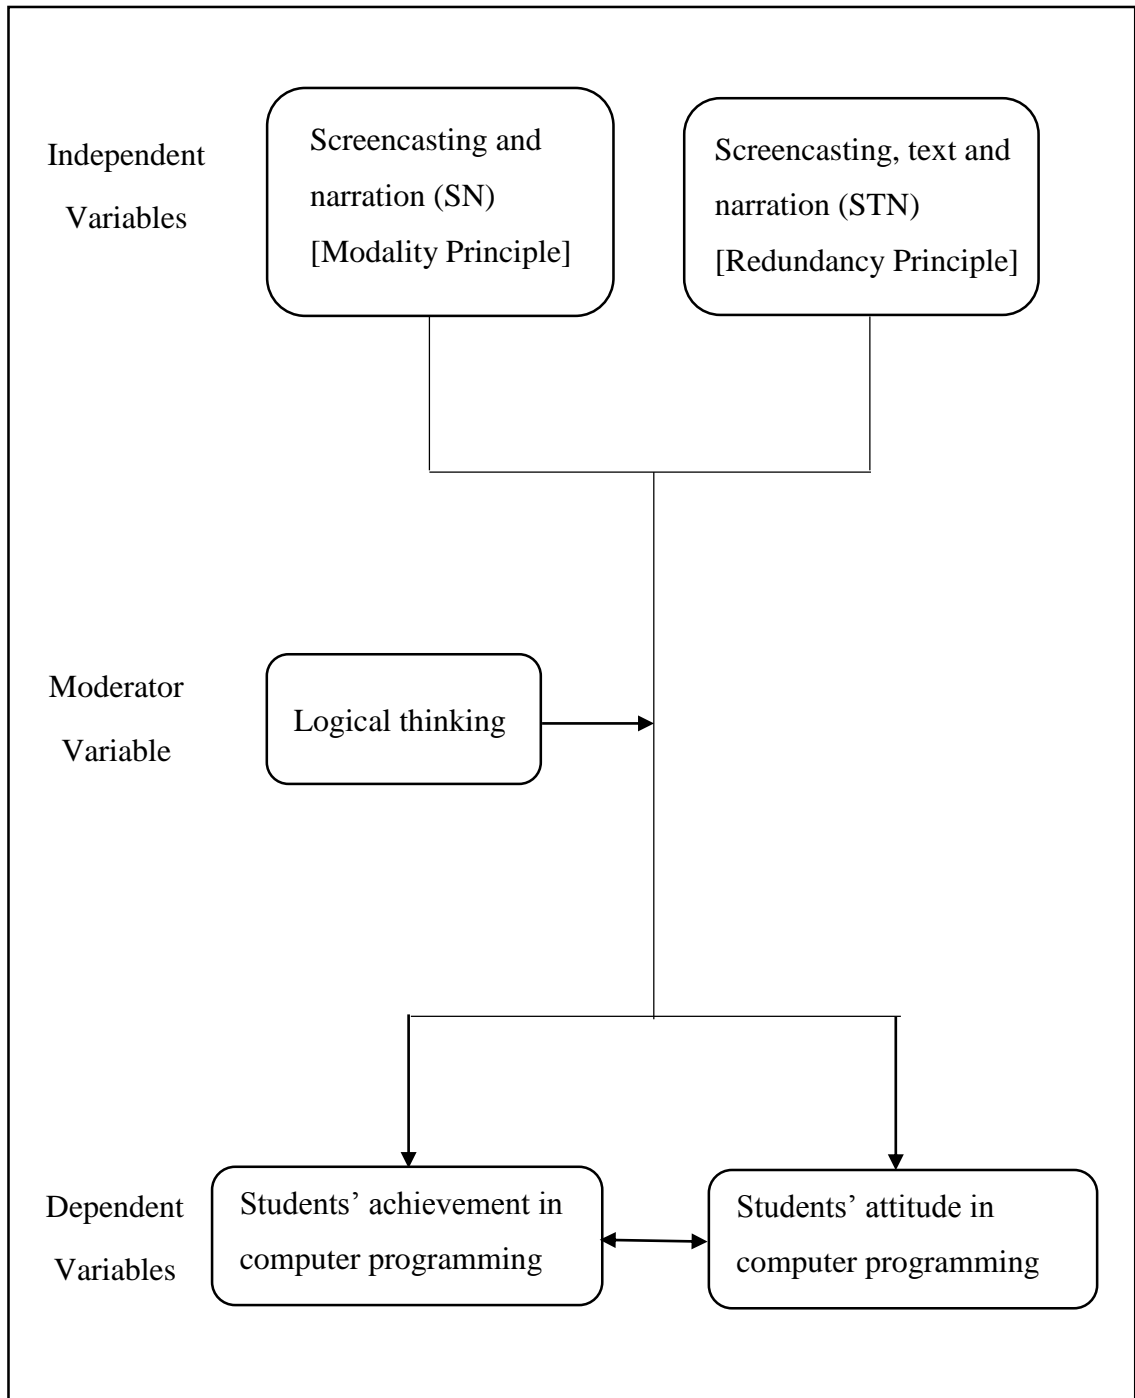 Independent
Variables
Screencasting and
narration (SN)
[Modality Principle]
Screencasting, text and
narration (STN)
[Redundancy Principle]
Moderator
Variable
Logical thinking
Dependent
Variables
Students’ achievement in
computer programming
Students’ attitude in
computer programming